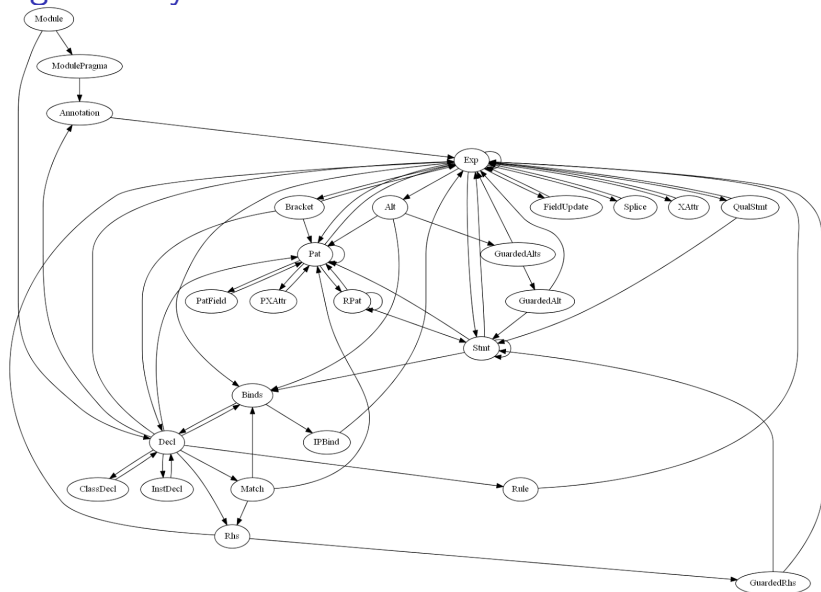 Module
ModulePragma
Annotation
Exp
Bracket
Alt
FieldUpdate
Splice
XAttr
QualStmt
Pat
GuardedAlts
PatField
PXAttr
RPat
GuardedAlt
Stmt
Binds
Decl
IPBind
ClassDecl
InstDecl
Match
Rule
Rhs
GuardedRhs